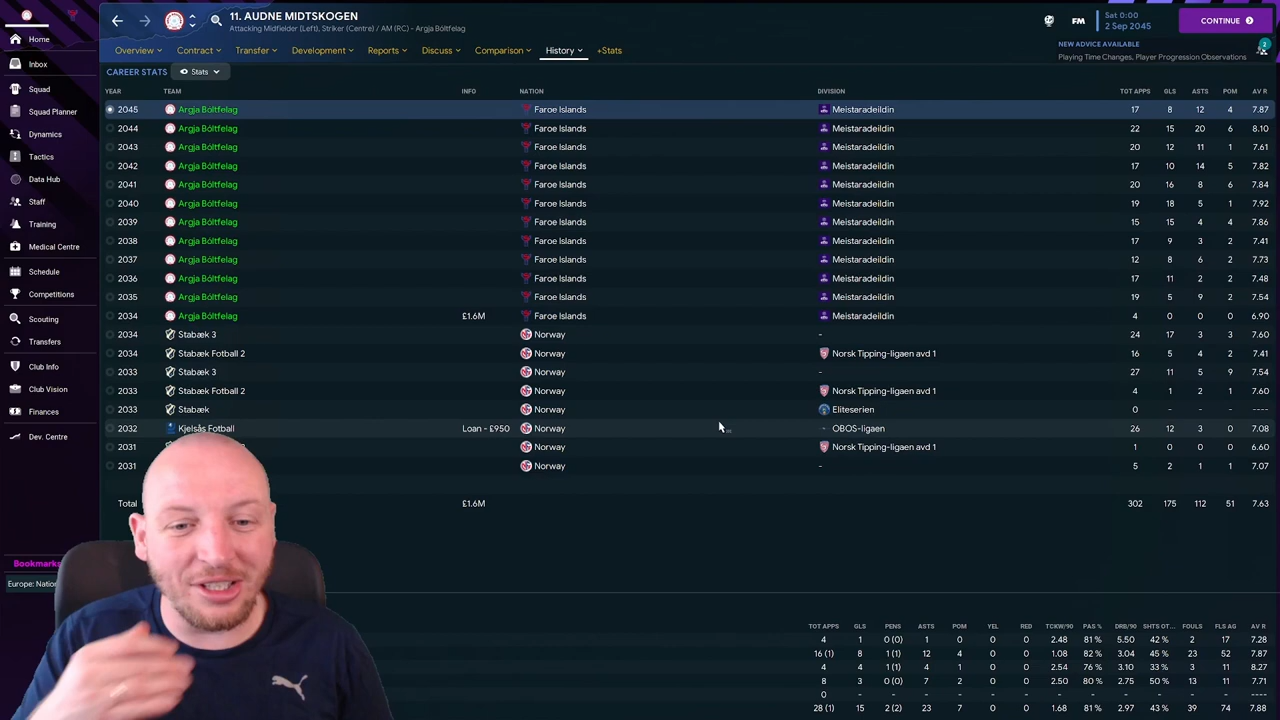 11. AUDNE MIDTSKOGEN
Attacking Midfielder (Left), Striker (Centre) / AM (RC) - Argja Bóltfelag
FM
Sat 0:00
2 Sep 2045
CONTINUE
Home
Inbox
Squad
Squad Planner
Dynamics
Tactics
Data Hub
Staff
Training
Medical Centre
Schedule
Competitions
Scouting
Transfers
Club Info
Club Vision
Finances
Dev. Centre
Bookmarks
Europe: Nation
Overview Contract Transfer Development Reports Discuss Comparison History +Stats
NEW ADVICE AVAILABLE 2
Playing Time Changes, Player Progression Observations
CAREER STATS Stats
YEAR TEAM INFO NATION DIVISION TOT APPS GLS ASTS POM AV R
2045 Argja Bóltfelag Faroe Islands Meistaradeildin 17 8 12 4 7.87
2044 Argja Bóltfelag Faroe Islands Meistaradeildin 22 15 20 6 8.10
2043 Argja Bóltfelag Faroe Islands Meistaradeildin 20 12 11 1 7.61
2042 Argja Bóltfelag Faroe Islands Meistaradeildin 17 10 14 5 7.82
2041 Argja Bóltfelag Faroe Islands Meistaradeildin 20 16 8 6 7.84
2040 Argja Bóltfelag Faroe Islands Meistaradeildin 19 18 5 1 7.92
2039 Argja Bóltfelag Faroe Islands Meistaradeildin 15 15 4 4 7.86
2038 Argja Bóltfelag Faroe Islands Meistaradeildin 17 9 3 2 7.41
2037 Argja Bóltfelag Faroe Islands Meistaradeildin 12 8 6 2 7.73
2036 Argja Bóltfelag Faroe Islands Meistaradeildin 17 11 2 2 7.48
2035 Argja Bóltfelag Faroe Islands Meistaradeildin 19 5 9 2 7.54
2034 Argja Bóltfelag £1.6M Faroe Islands Meistaradeildin 4 0 0 0 6.90
2034 Stabæk 3 Norway - 24 17 3 3 7.60
2034 Stabæk Fotball 2 Norway Norsk Tipping-ligaen avd 1 16 5 4 2 7.41
2033 Stabæk 3 Norway - 27 11 5 9 7.54
2033 Stabæk Fotball 2 Norway Norsk Tipping-ligaen avd 1 4 1 2 1 7.60
2033 Stabæk Norway Eliteserien 0 - - - ----
2032 Kjelsås Fotball Loan - £950 Norway OBOS-ligaen 26 12 3 0 7.08
2031 Norway Norsk Tipping-ligaen avd 1 1 0 0 0 6.60
2031 Norway - 5 2 1 1 7.07
Total £1.6M 302 175 112 51 7.63
TOT APPS GLS PENS ASTS POM YEL RED TCKW/90 PAS % DRB/90 SHTS OT... FOULS FLS AG AV R
4 1 0 (0) 1 0 0 0 2.48 81 % 5.50 42 % 2 17 7.28
16 (1) 8 1 (1) 12 4 0 0 1.08 82 % 3.04 45 % 23 52 7.87
4 4 1 (1) 4 1 0 0 2.54 76 % 3.10 33 % 3 11 8.27
8 3 0 (0) 7 2 0 0 2.50 80 % 2.75 50 % 13 11 7.71
0 - - - - - - - - - - - - ----
28 (1) 15 2 (2) 23 7 0 0 1.68 81 % 2.97 43 % 39 74 7.88